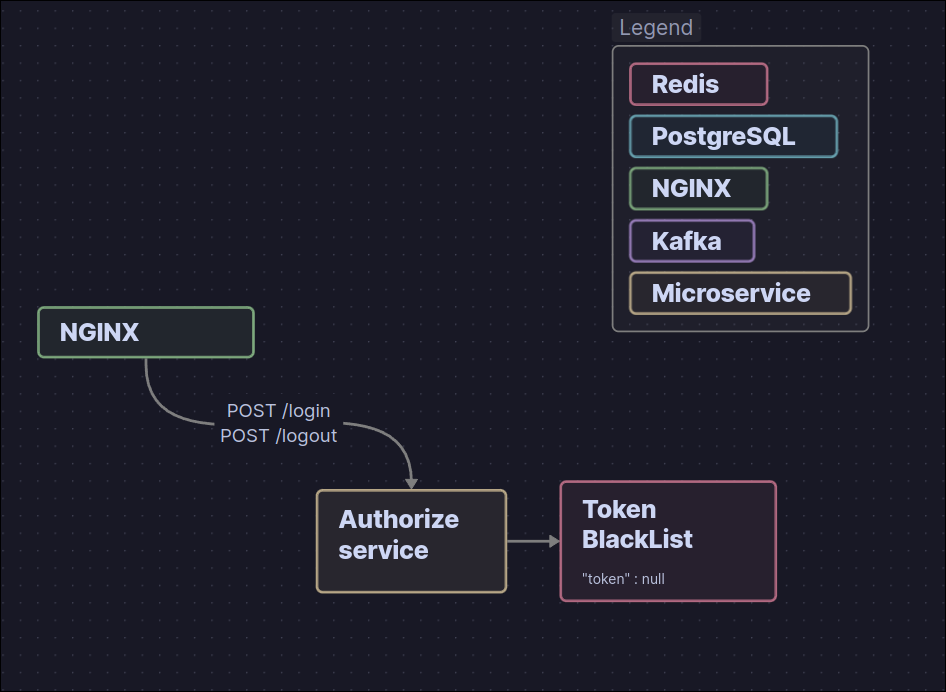 Legend
Redis
PostgreSQL
NGINX
Kafka
Microservice
NGINX
POST /login
POST /logout
Authorize
service
Token
BlackList
"token" : null